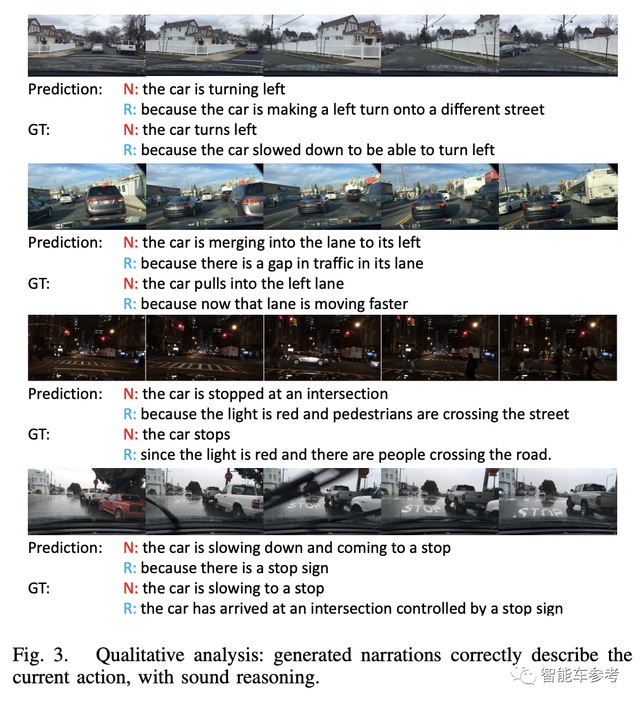 Prediction: N: the car is turning left
R: because the car is making a left turn onto a different street
GT: N: the car turns left
R: because the car slowed down to be able to turn left
Prediction: N: the car is merging into the lane to its left
R: because there is a gap in traffic in its lane
GT: N: the car pulls into the left lane
R: because now that lane is moving faster
Prediction: N: the car is stopped at an intersection
R: because the light is red and pedestrians are crossing the street
GT: N: the car stops
R: since the light is red and there are people crossing the road.
STOP
STOP
STOP
Prediction: N: the car is slowing down and coming to a stop
R: because there is a stop sign
GT: N: the car is slowing to a stop
R: the car has arrived at an intersection controlled by a stop sign
Fig. 3. Qualitative analysis: generated narrations correctly describe the
current action, with sound reasoning.
智能车参考